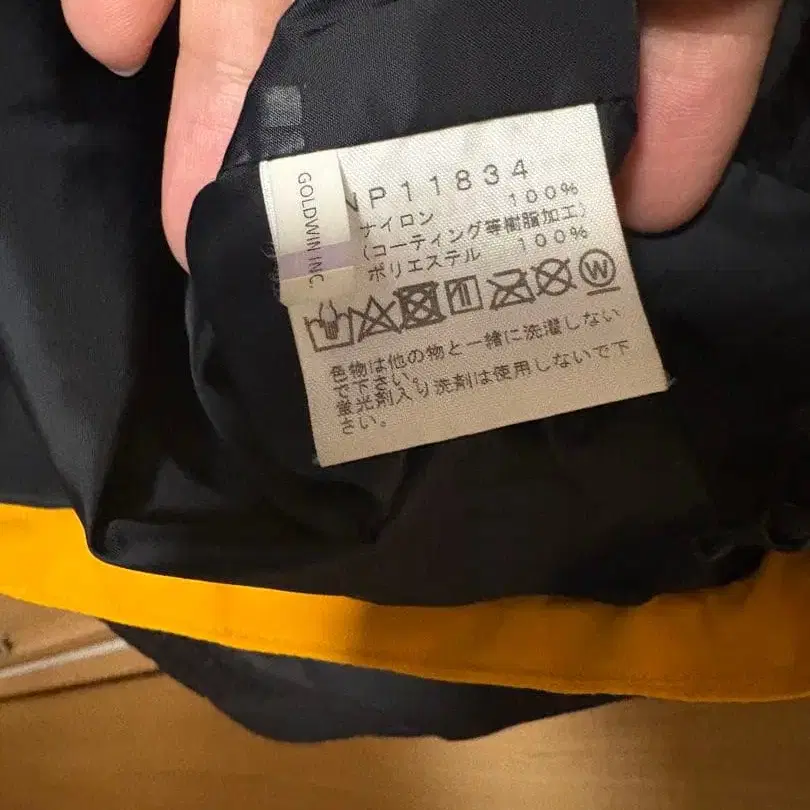 GOLDWIN INC.
NP11834
ナイロン 100%
(コーティング等樹脂加工)
ポリエステル 100%
W
色物は他の物と一緒に洗濯しない
で下さい。
蛍光剤入り洗剤は使用しないで下
さい。